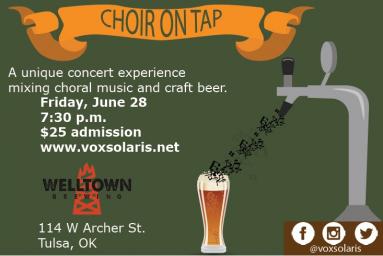 CHOIR ON TAP
A unique concert experience
mixing choral music and craft beer.
Friday, June 28
7:30 p.m.
$25 admission
www.voxsolaris.net
WELLTOWN
BREWING
114 W Archer St.
Tulsa, OK
@voxsolaris